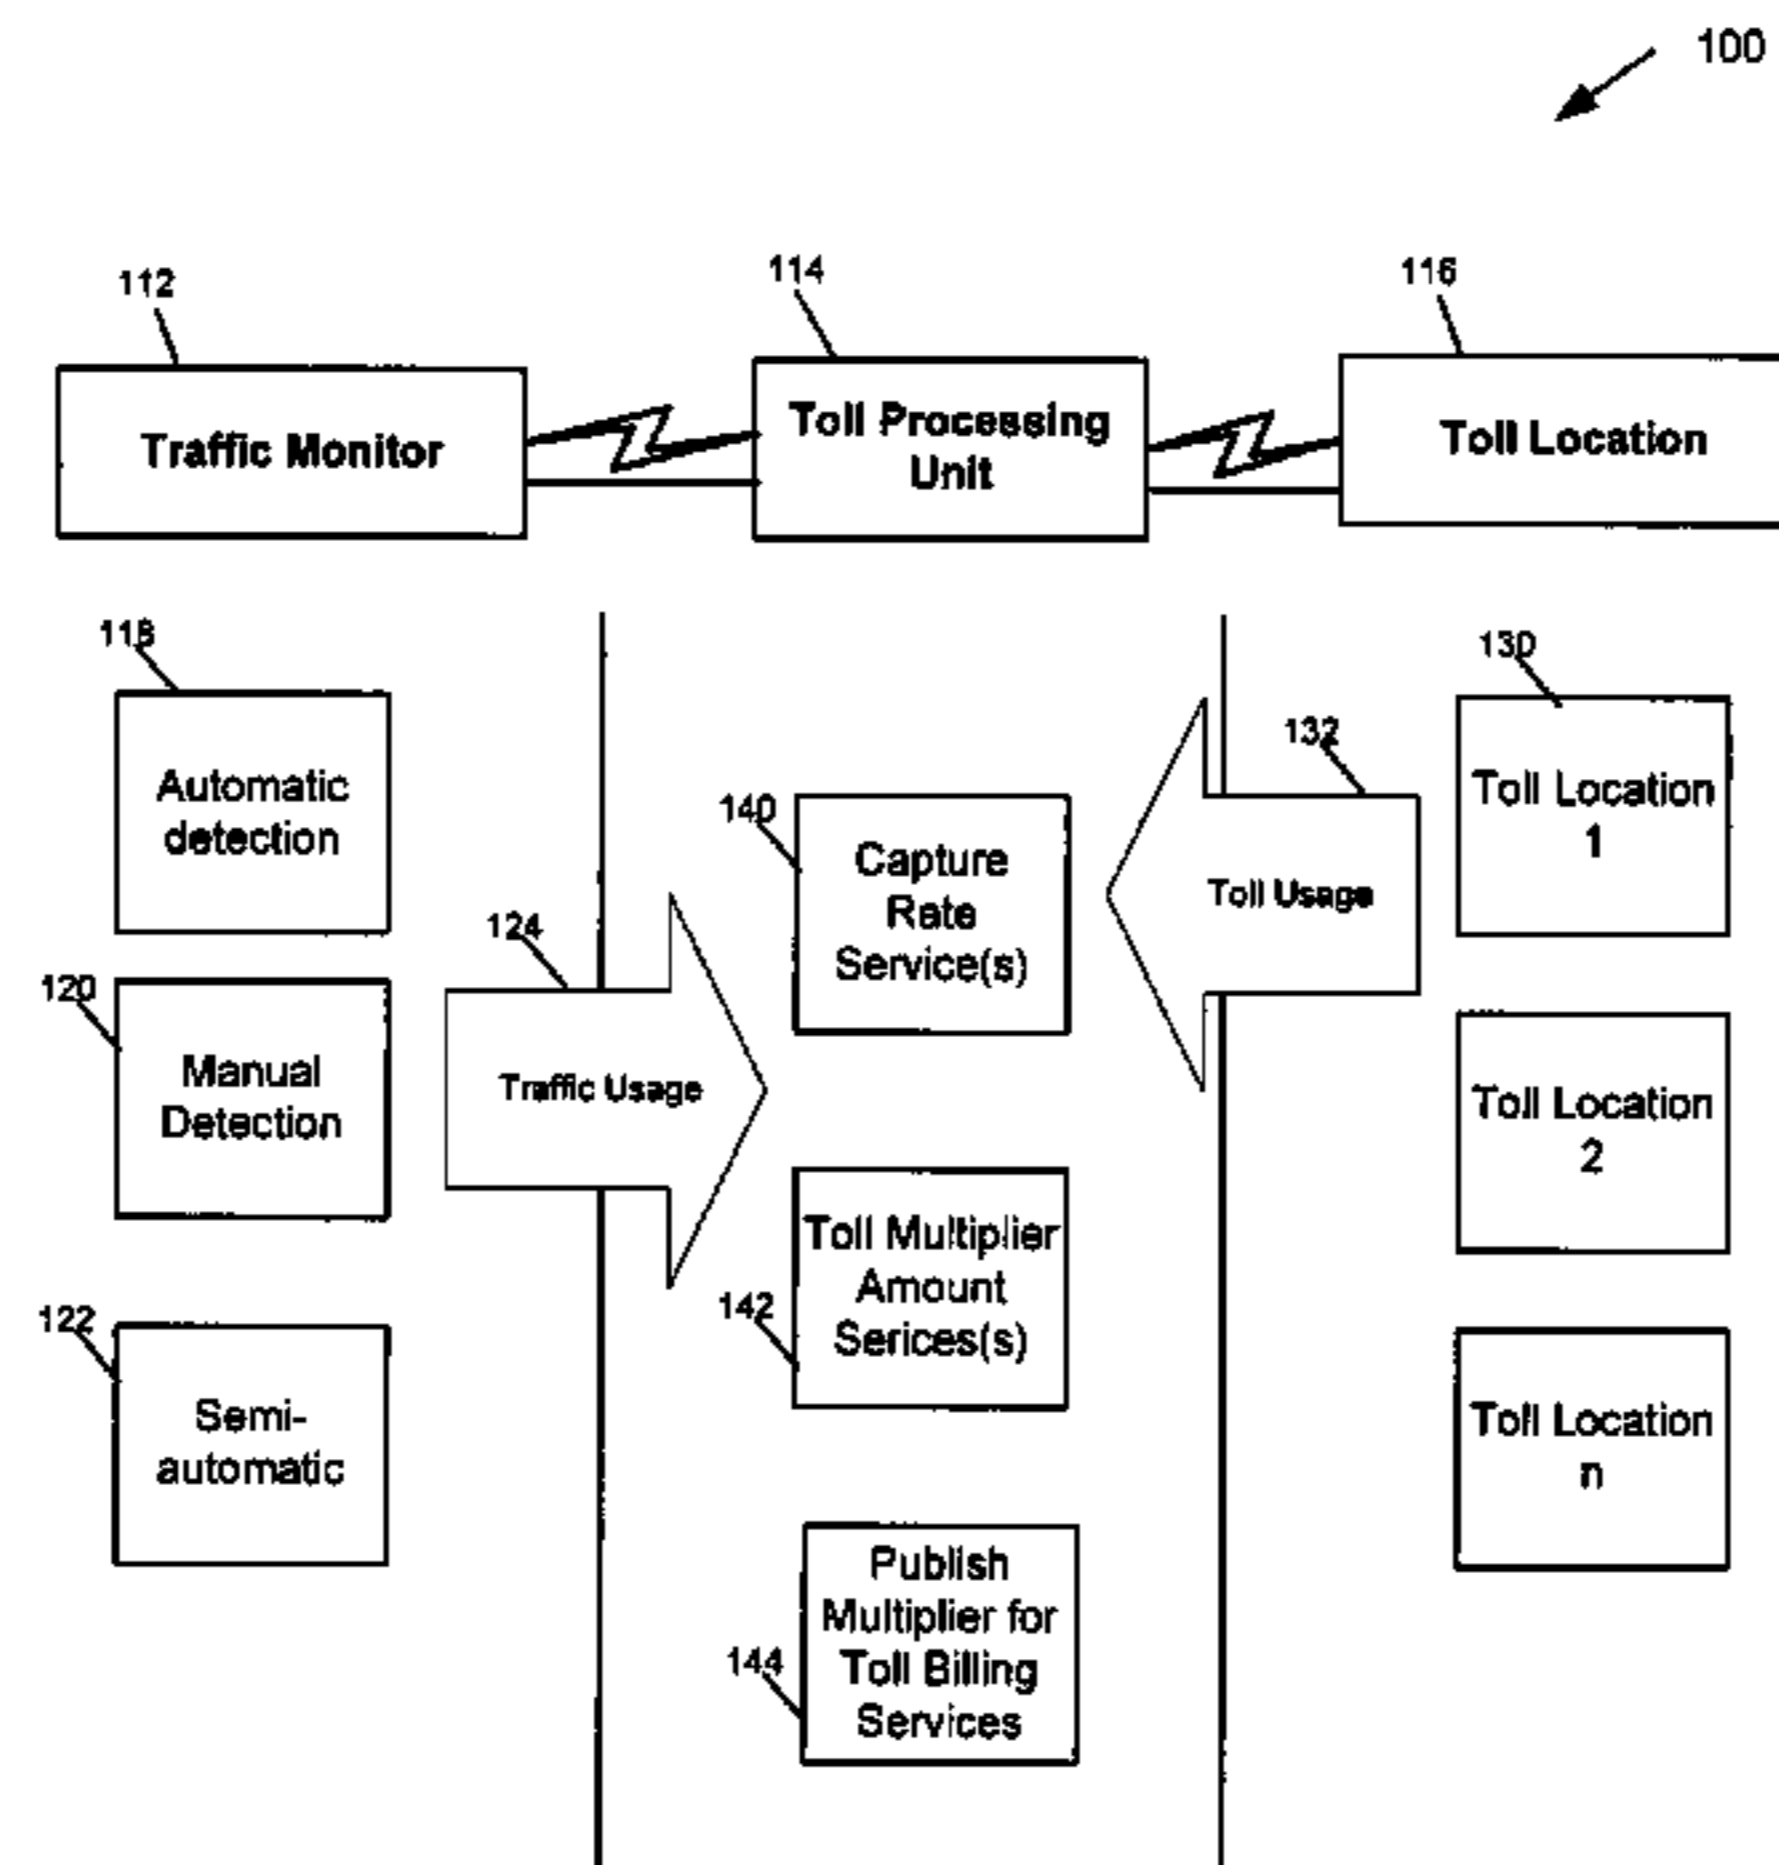 100
112
114
116
Traffic Monitor
Toll Processing
Unit
Toll Location
118
Automatic
detection
120
Manual
Detection
122
Semi-
automatic
124
Traffic Usage
140
Capture
Rate
Service(s)
142
Toll Multiplier
Amount
Serices(s)
144
Publish
Multiplier for
Toll Billing
Services
132
Toll Usage
130
Toll Location
1
Toll Location
2
Toll Location
n